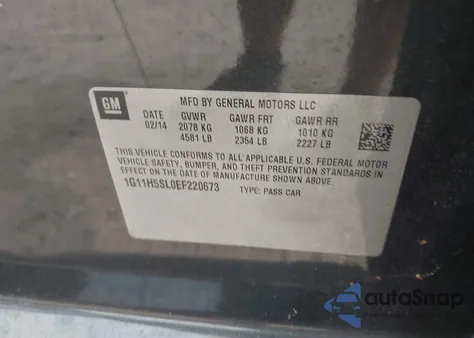 GM
MFD BY GENERAL MOTORS LLC
DATE GVWR GAWR FRT GAWR RR
02/14 2078 KG 1068 KG 1010 KG
4581 LB 2354 LB 2227 LB
THIS VEHICLE CONFORMS TO ALL APPLICABLE U.S. FEDERAL MOTOR
VEHICLE SAFETY, BUMPER, AND THEFT PREVENTION STANDARDS
IN EFFECT ON THE DATE OF MANUFACTURE SHOWN ABOVE.
1G11H5SL0EF220673 TYPE: PASS CAR
autoSnap